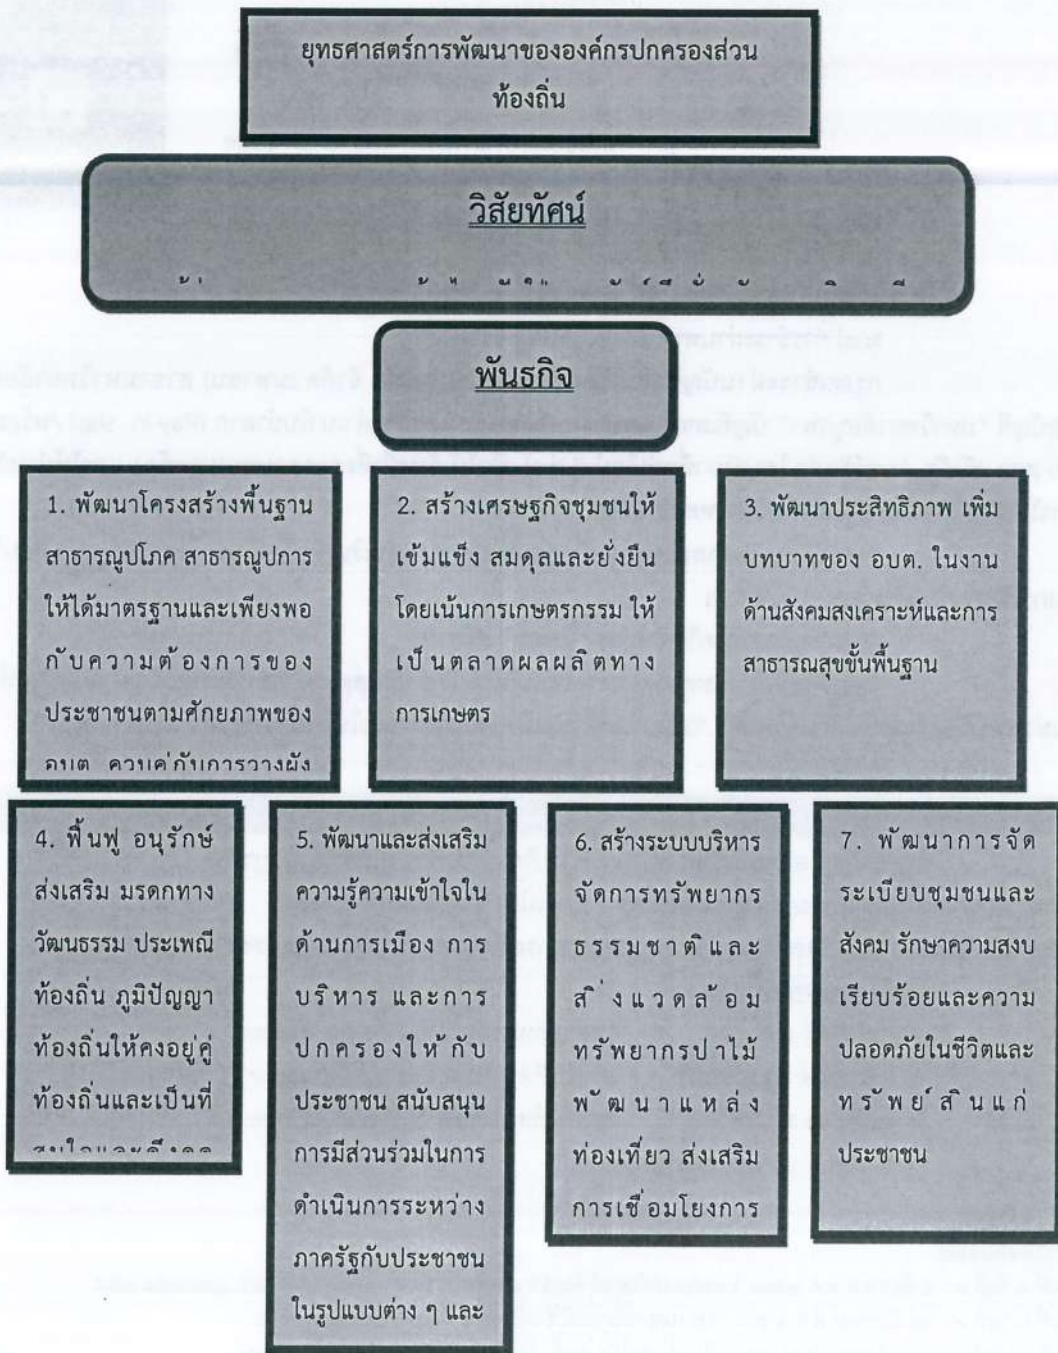 ยุทธศาสตร์การพัฒนาขององค์กรปกครองส่วน
ท้องถิ่น
วิสัยทัศน์
พันธกิจ
1. พัฒนาโครงสร้างพื้นฐาน
สาธารณูปโภค สาธารณูปการ
ให้ได้มาตรฐานและเพียงพอ
กับความต้องการของ
ประชาชนตามศักยภาพของ
อบต. ควบคู่กับการวางผัง
2. สร้างเศรษฐกิจชุมชนให้
เข้มแข็ง สมดุลและยั่งยืน
โดยเน้นการเกษตรกรรม ให้
เป็นตลาดผลผลิตทาง
การเกษตร
3. พัฒนาประสิทธิภาพ เพิ่ม
บทบาทของ อบต. ในงาน
ด้านสังคมสงเคราะห์และการ
สาธารณสุขขั้นพื้นฐาน
4. ฟื้นฟู อนุรักษ์
ส่งเสริม มรดกทาง
วัฒนธรรม ประเพณี
ท้องถิ่น ภูมิปัญญา
ท้องถิ่นให้คงอยู่คู่
ท้องถิ่นและเป็นที่
สนใจและดึงดูด
5. พัฒนาและส่งเสริม
ความรู้ความเข้าใจใน
ด้านการเมือง การ
บริหาร และการ
ปกครองให้กับ
ประชาชน สนับสนุน
การมีส่วนร่วมในการ
ดำเนินการระหว่าง
ภาครัฐกับประชาชน
ในรูปแบบต่าง ๆ และ
6. สร้างระบบบริหาร
จัดการทรัพยากร
ธรรมชาติและ
สิ่งแวดล้อม
ทรัพยากรป่าไม้
พัฒนาแหล่ง
ท่องเที่ยว ส่งเสริม
การเชื่อมโยงการ
7. พัฒนาการจัด
ระเบียบชุมชนและ
สังคม รักษาความสงบ
เรียบร้อยและความ
ปลอดภัยในชีวิตและ
ทรัพย์สินแก่
ประชาชน